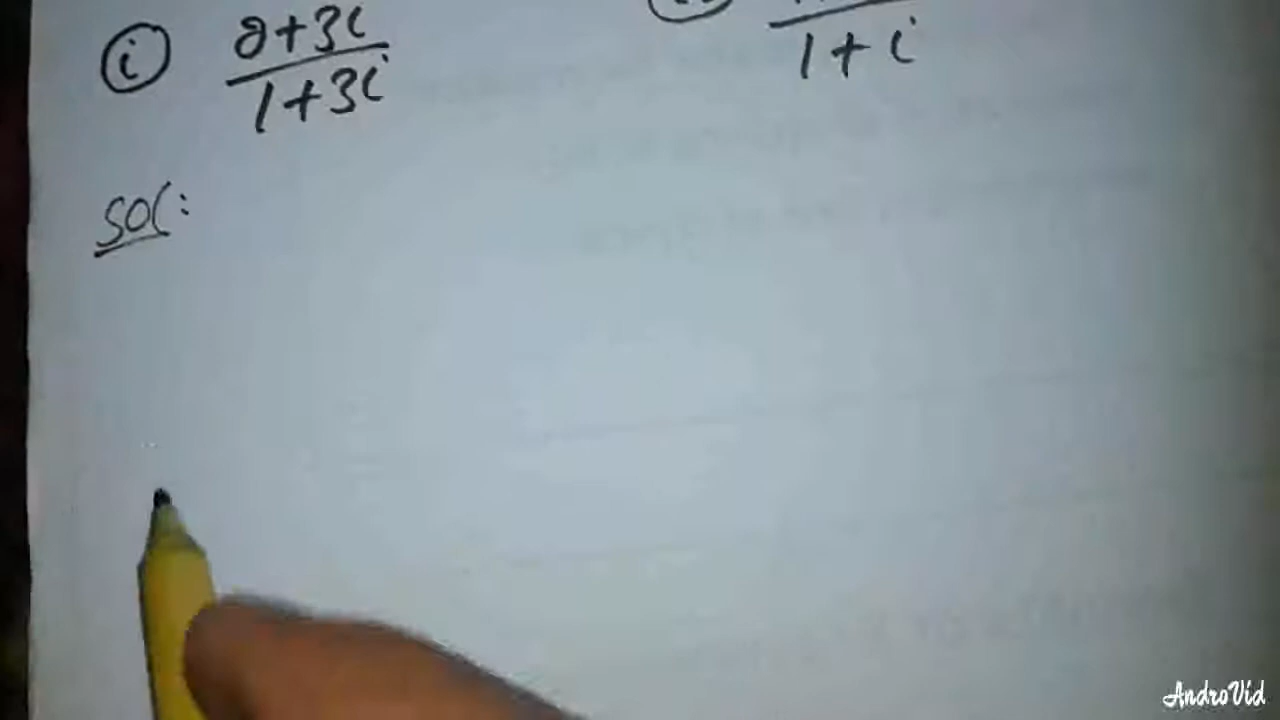 (i) 2+3i
1+3i
1+i
Sol:
AndroVid